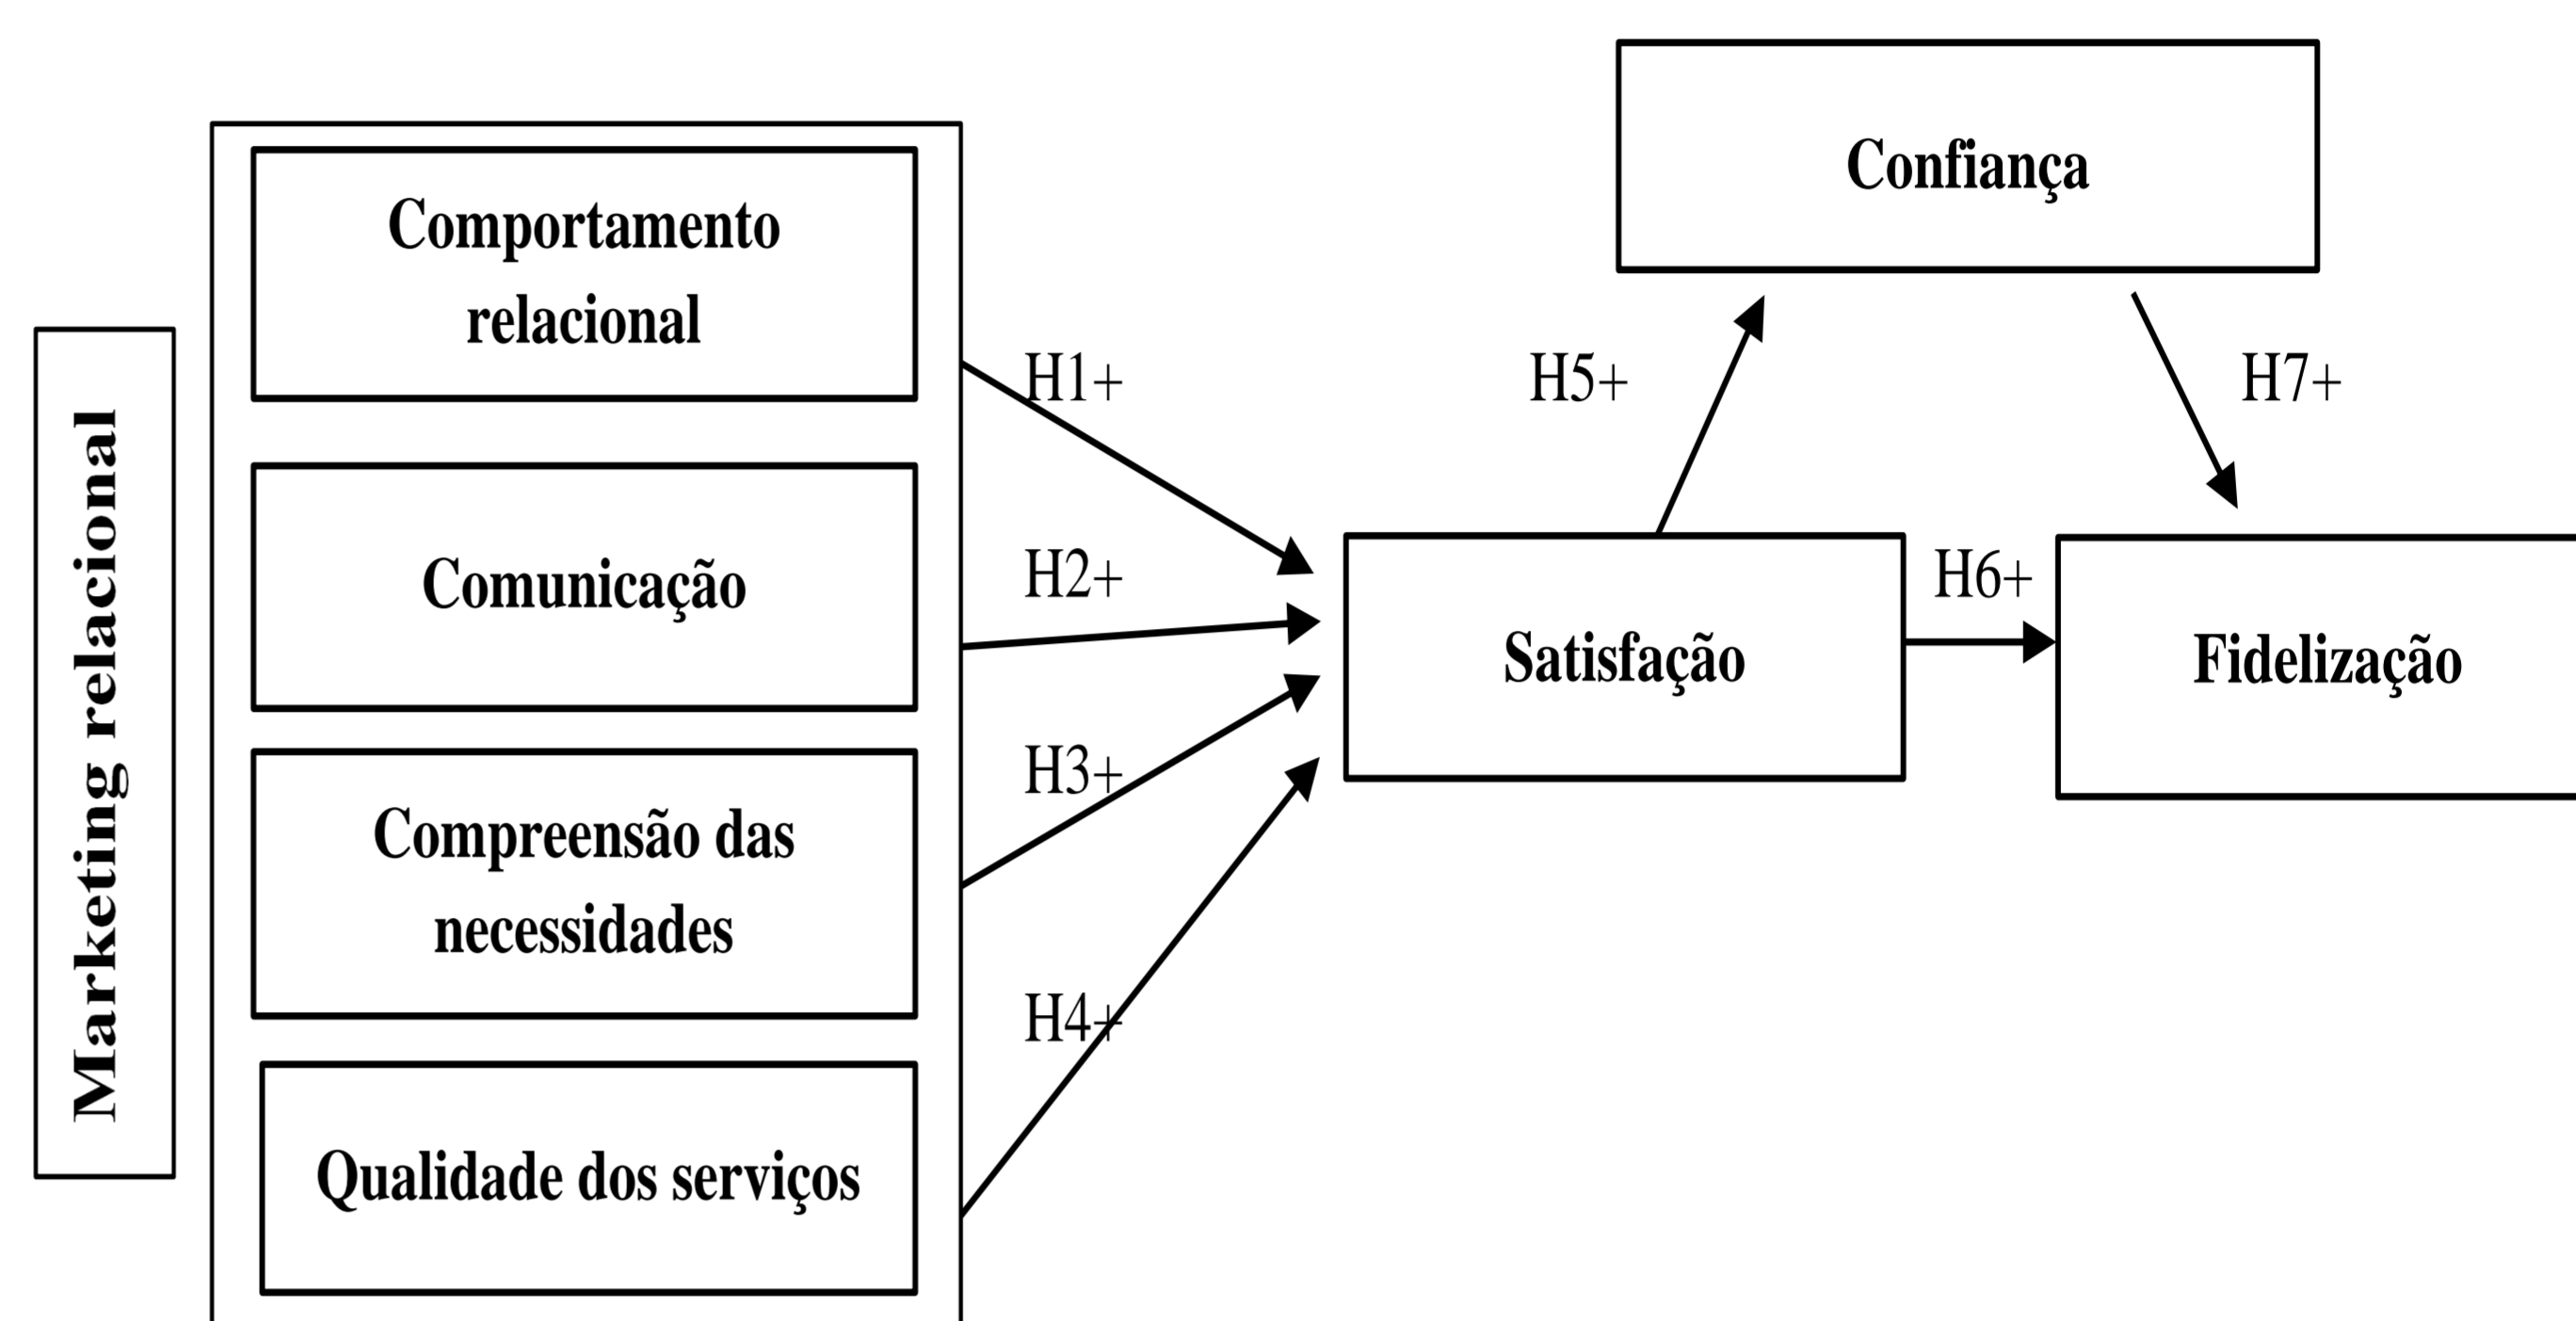 Marketing relacional
Comportamento
relacional
Comunicação
Compreensão das
necessidades
Qualidade dos serviços
H1+
H2+
H3+
H4+
Satisfação
H5+
Confiança
H6+
H7+
Fidelização